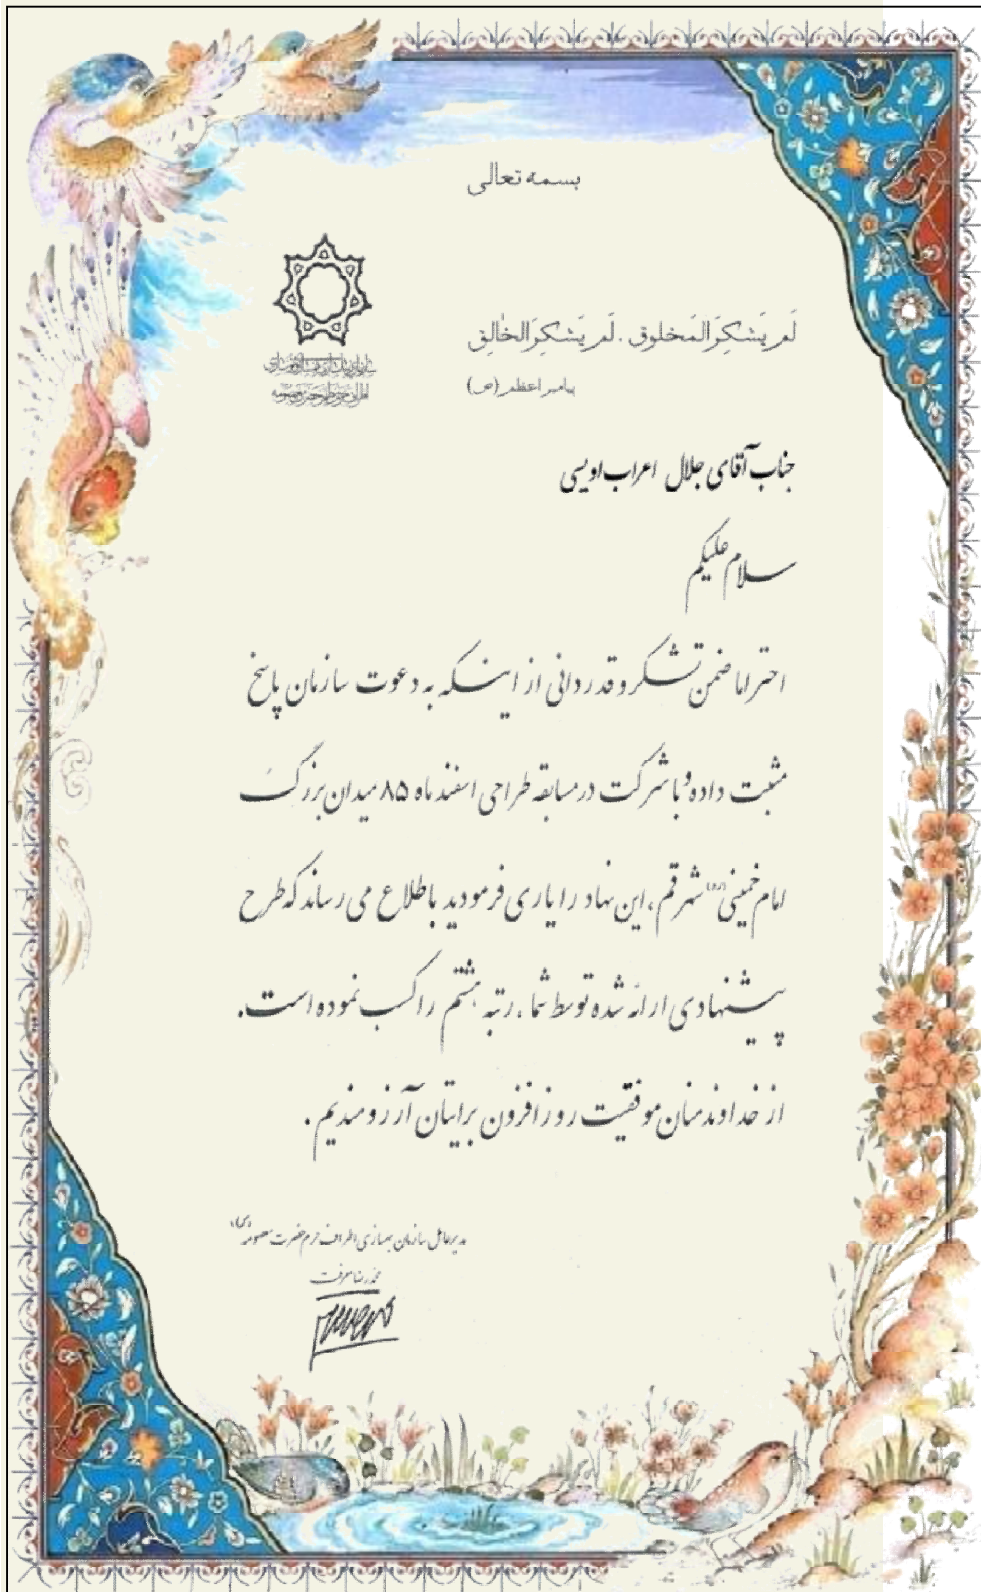 بسمه تعالی
لَم یَشکِرِّ المَخلوق . لَم یَشکِرَ الخٰالِق
پیامبر اعظم (ص)
جناب آقای جلال اعراب اویسی
سلام علیکم
احتراما ضمن تشکر و قدردانی از اینکه به دعوت سازمان پاسخ
مثبت داده و با شرکت در مسابقه طراحی اسفند ماه ۸۵ میدان بزرگ
امام خمینی (ره) شهر قم ، این نهاد را یاری فرمودید باطلاع می رساند که طرح
پیشنهادی ارائه شده توسط شما ، رتبه هشتم را کسب نموده است.
از خداوند منان موفقیت روز افزون برایتان آرزومندیم .
مدیرعامل سازمان بهسازی اطراف حرم حضرت معصومه (س)
محمدرضا معرفت